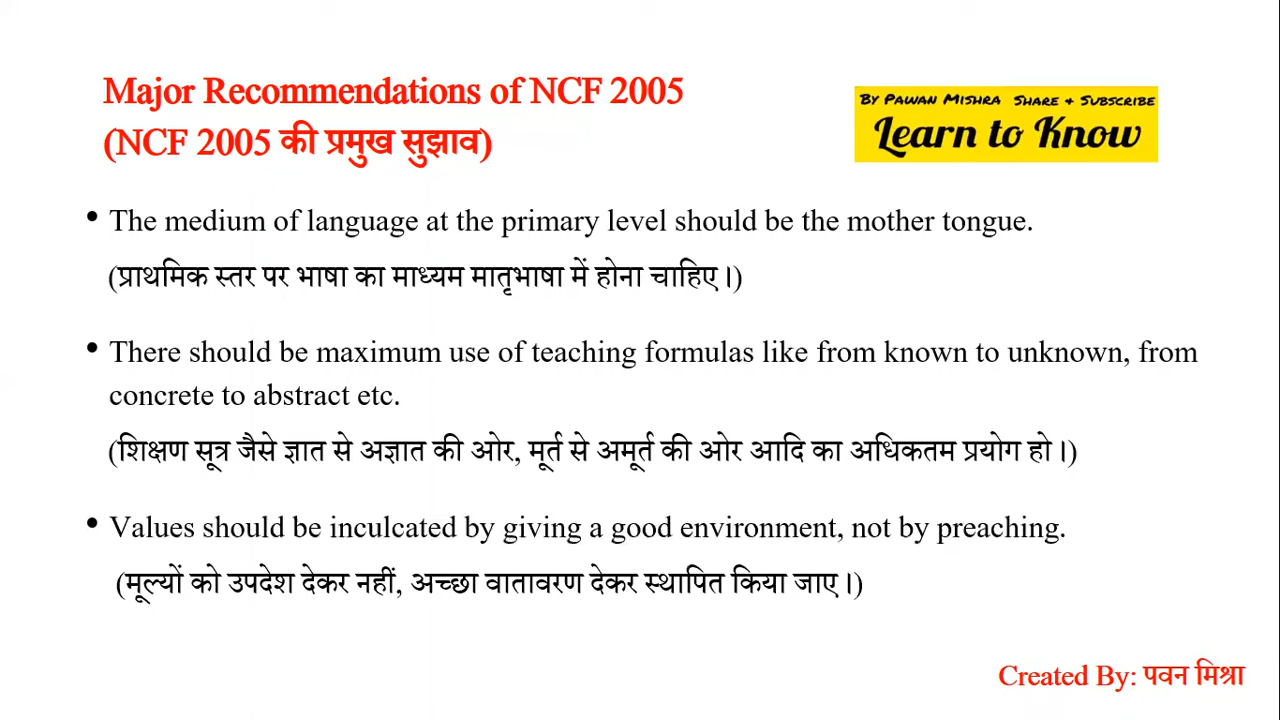 Major Recommendations of NCF 2005
(NCF 2005 की प्रमुख सुझाव)
By Pawan Mishra Share & Subscribe
Learn to Know
• The medium of language at the primary level should be the mother tongue.
(प्राथमिक स्तर पर भाषा का माध्यम मातृभाषा में होना चाहिए।)
• There should be maximum use of teaching formulas like from known to unknown, from
concrete to abstract etc.
(शिक्षण सूत्र जैसे ज्ञात से अज्ञात की ओर, मूर्त से अमूर्त की ओर आदि का अधिकतम प्रयोग हो।)
• Values should be inculcated by giving a good environment, not by preaching.
(मूल्यों को उपदेश देकर नहीं, अच्छा वातावरण देकर स्थापित किया जाए।)
Created By: पवन मिश्रा